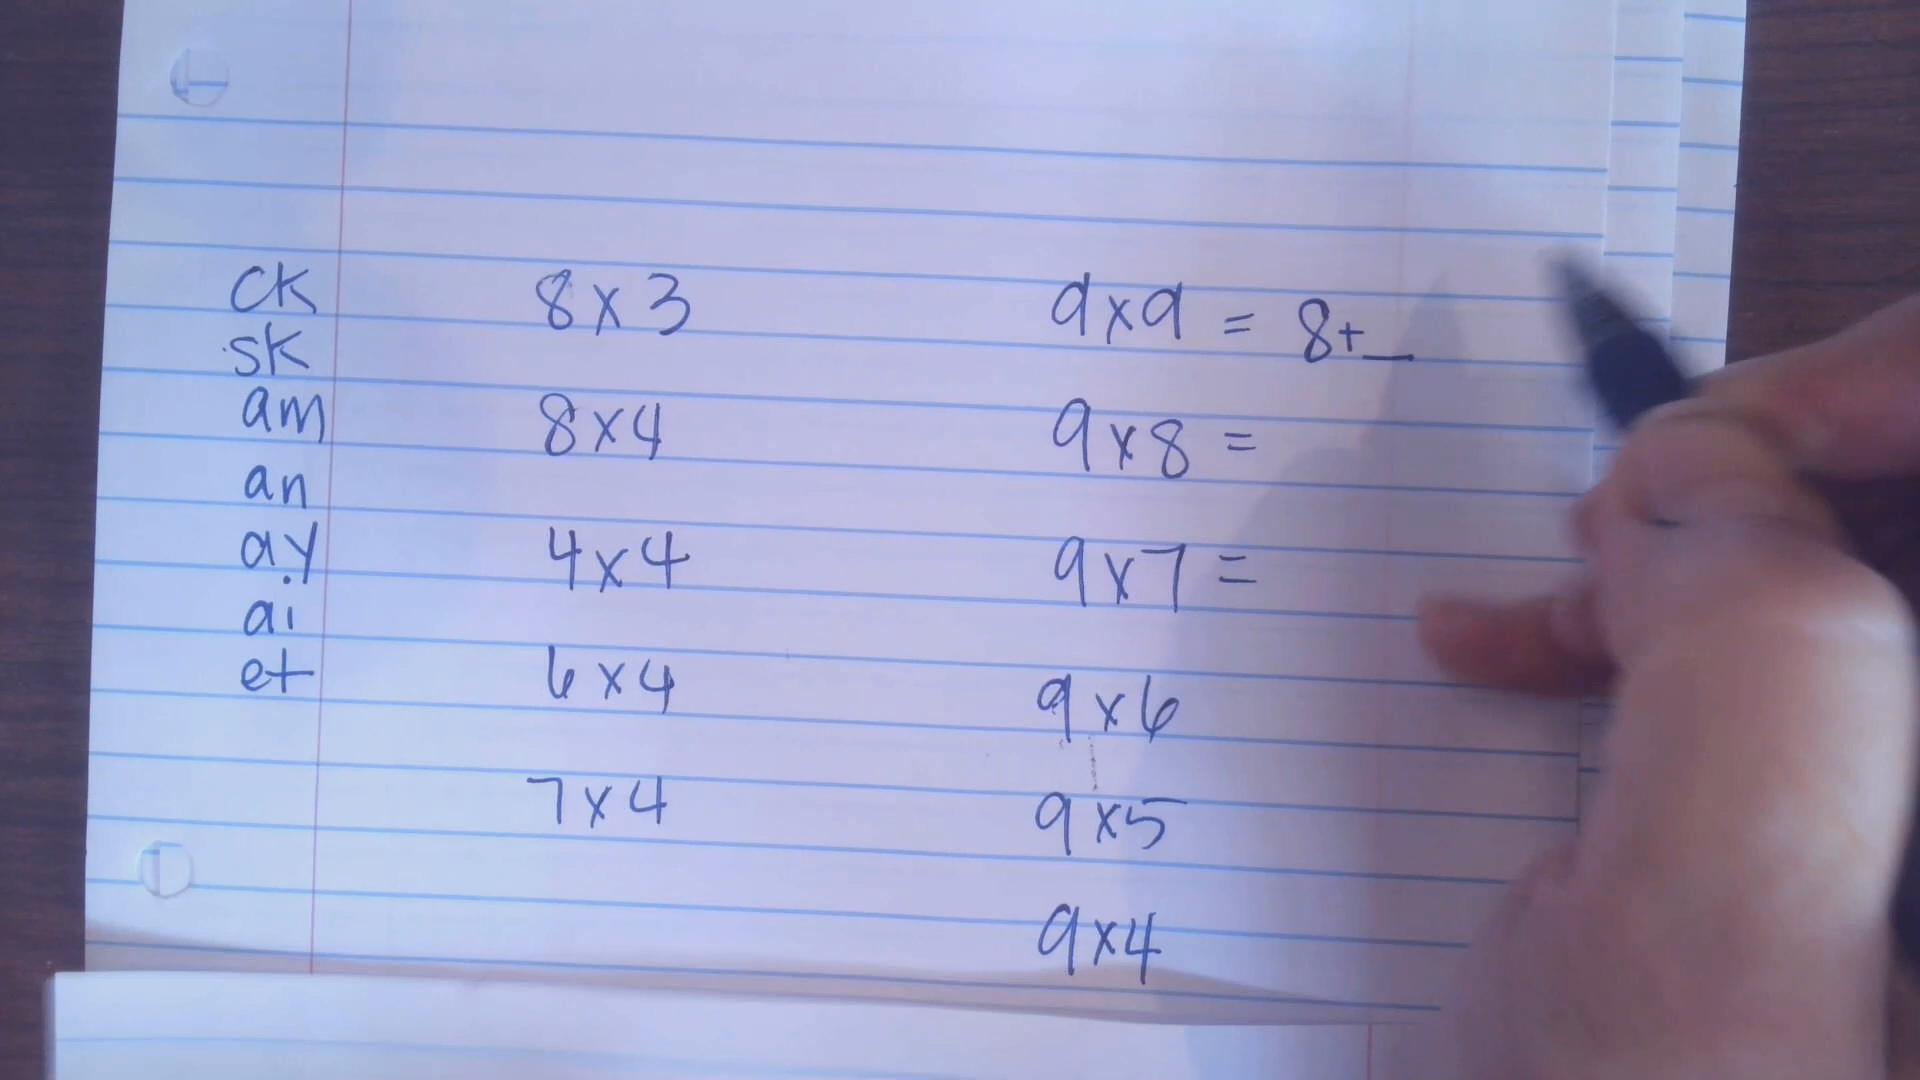 ck
sk
am
an
ay
ai
et
8x3
8x4
4x4
6x4
7x4
9x9 = 8+_
9x8 =
9x7 =
9x6
9x5
9x4